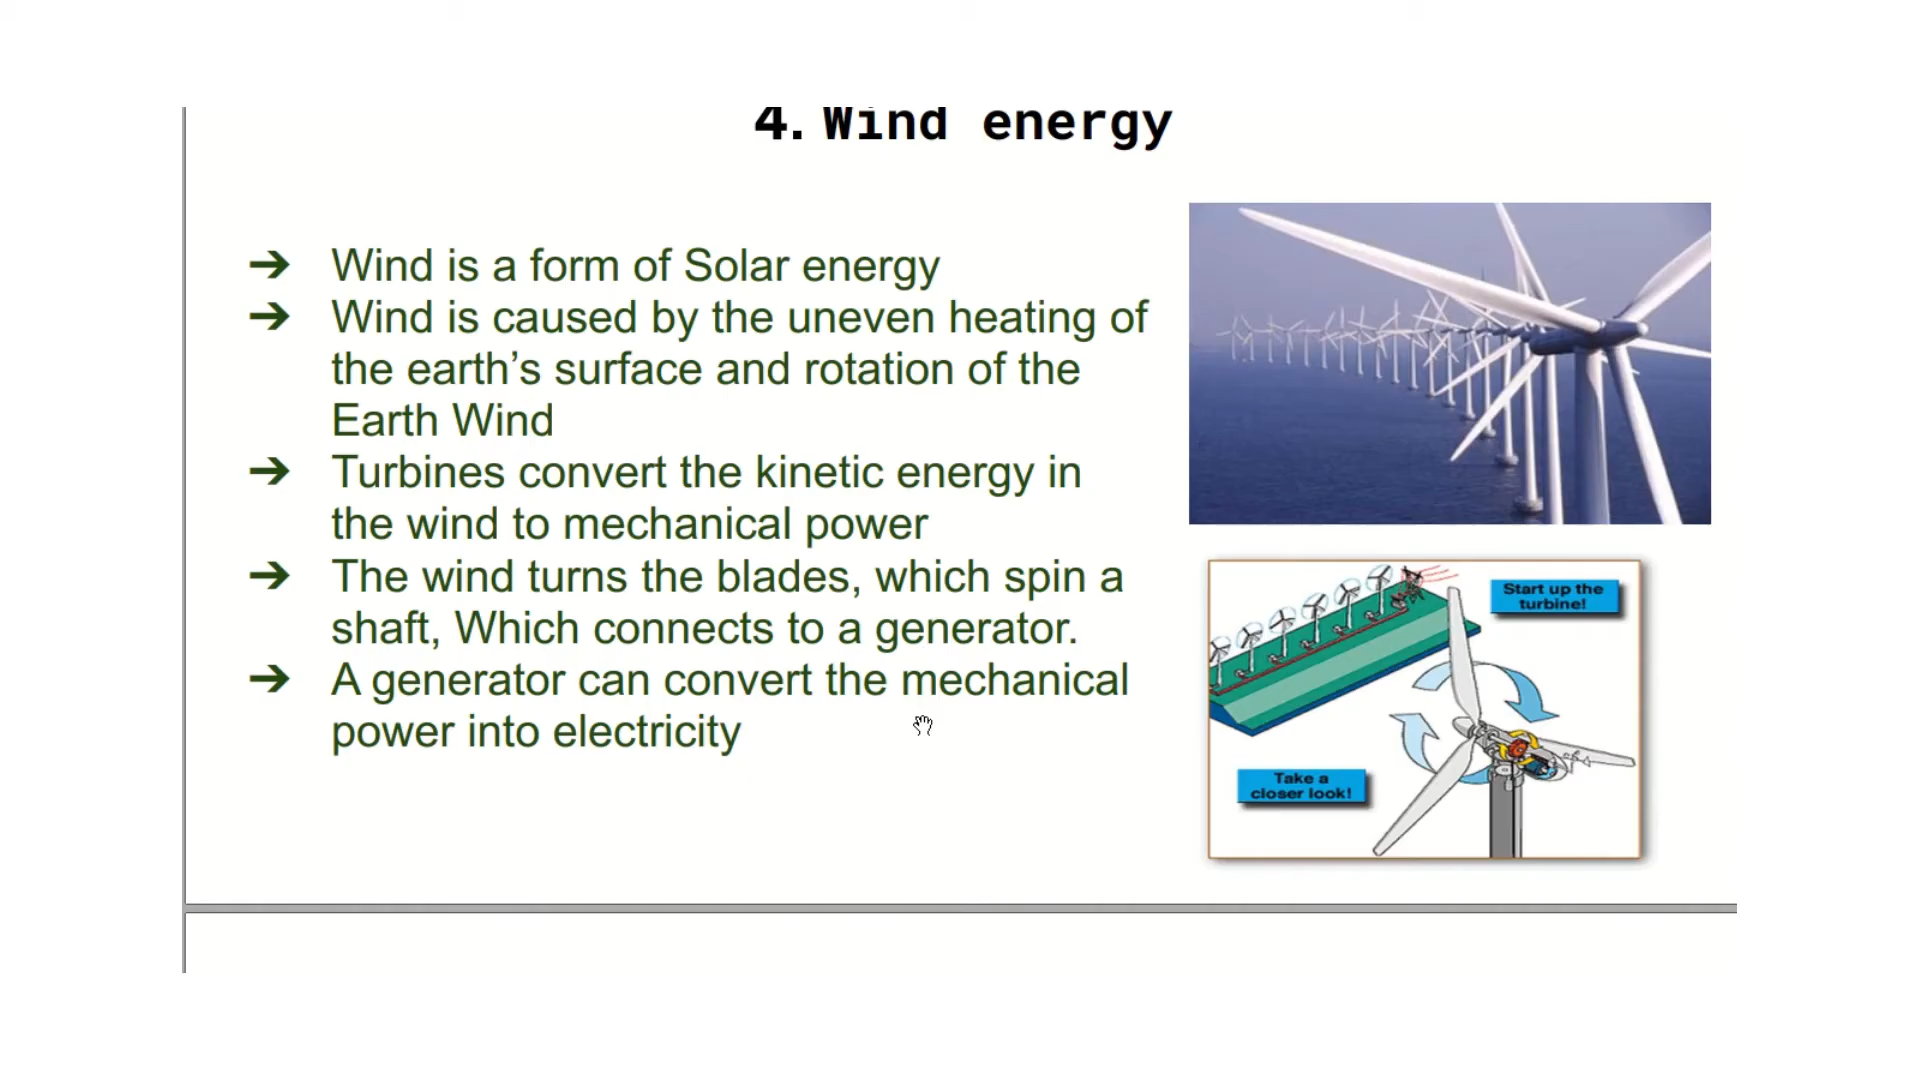 4. Wind energy
➔ Wind is a form of Solar energy
➔ Wind is caused by the uneven heating of
the earth’s surface and rotation of the
Earth Wind
➔ Turbines convert the kinetic energy in
the wind to mechanical power
➔ The wind turns the blades, which spin a
shaft, Which connects to a generator.
➔ A generator can convert the mechanical
power into electricity
Start up the
turbine!
Take a
closer look!